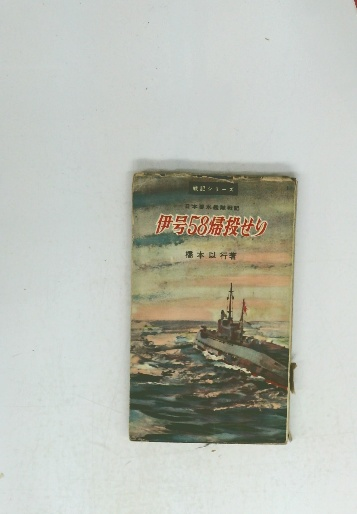 戦記シリーズ
日本潜水艦隊戦記
伊号58帰投せり
橋本以行著